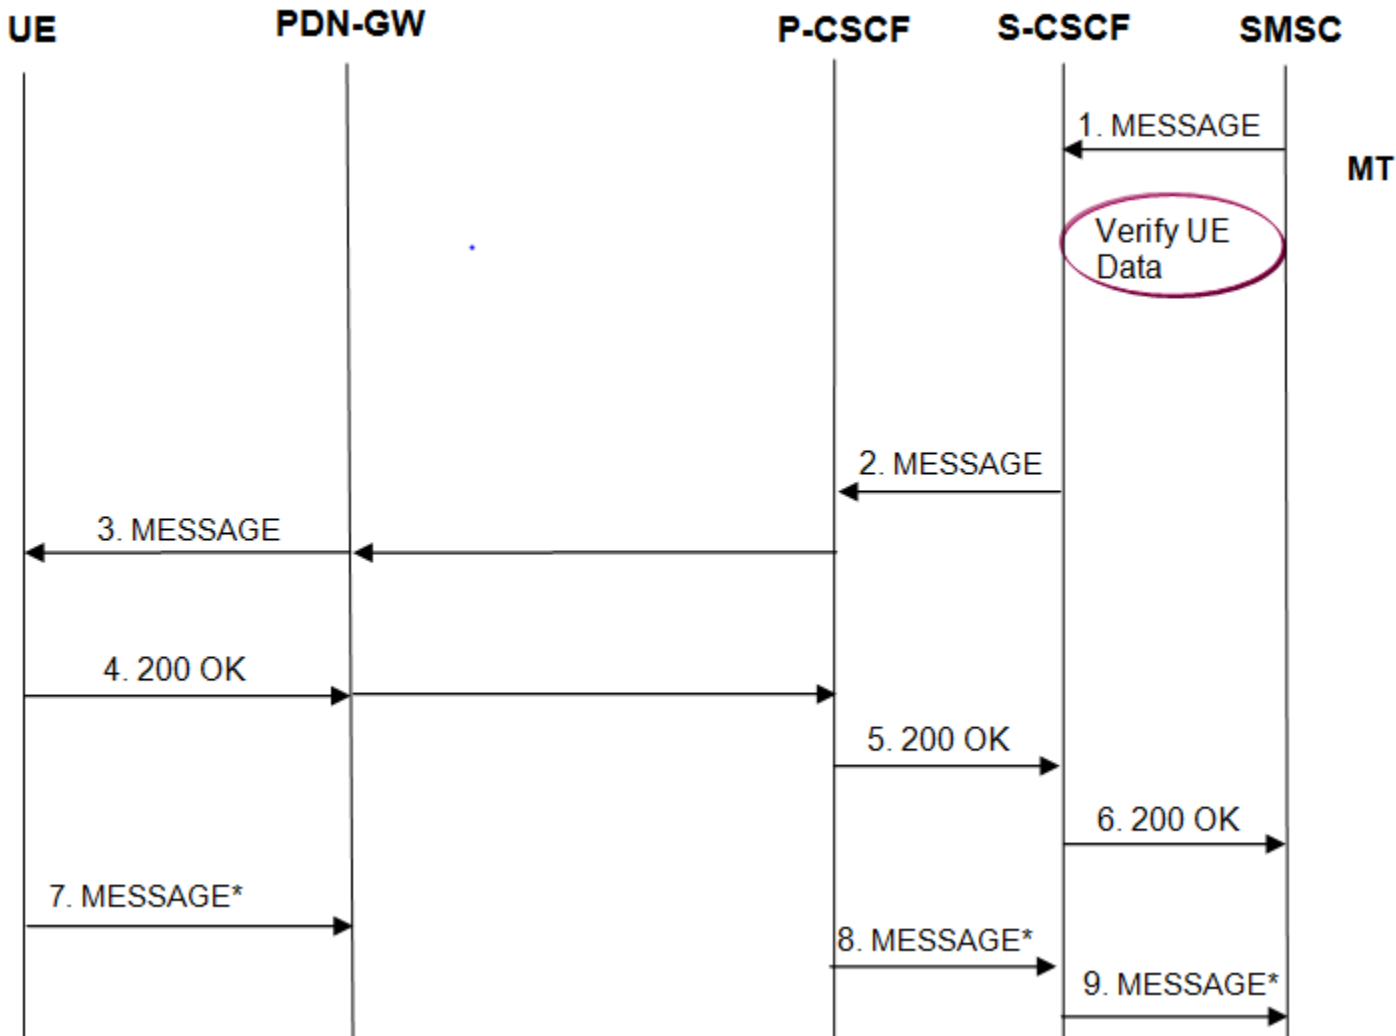 UE PDN-GW P-CSCF S-CSCF SMSC
1. MESSAGE
MT
Verify UE
Data
2. MESSAGE
3. MESSAGE
4. 200 OK
5. 200 OK
6. 200 OK
7. MESSAGE*
8. MESSAGE*
9. MESSAGE*